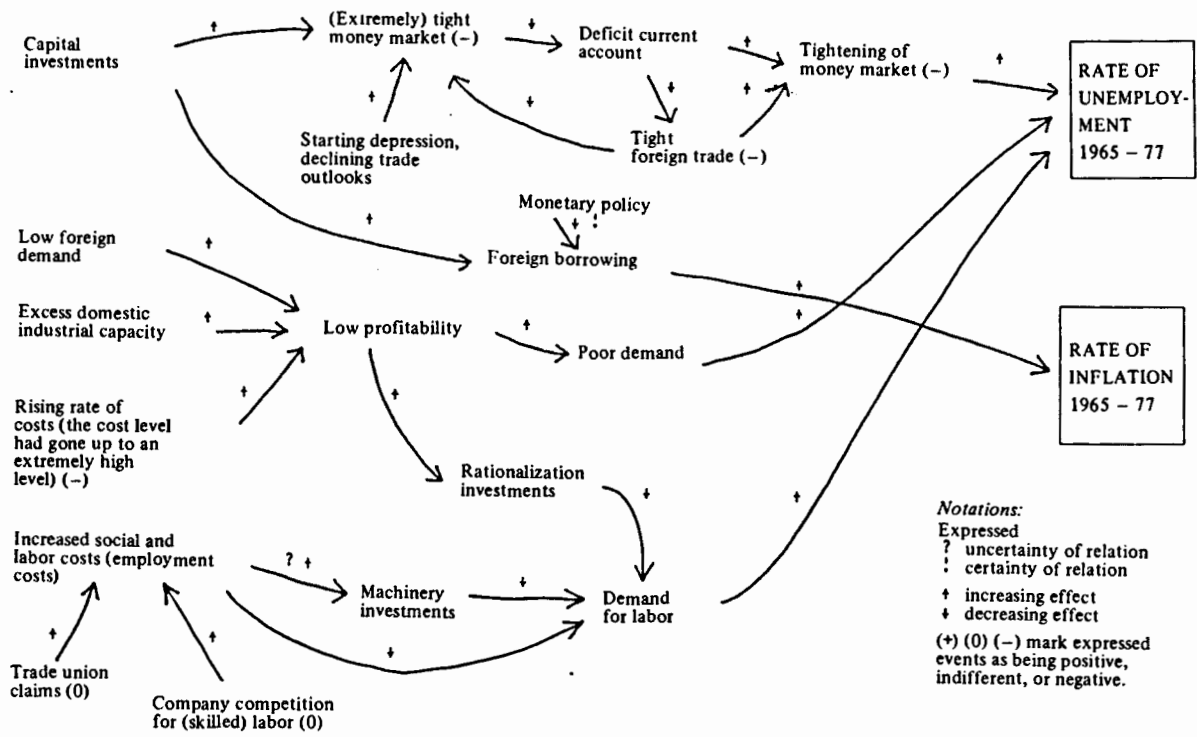 Capital
investments
(Extremely) tight
money market (–)
Deficit current
account
Tightening of
money market (–)
RATE OF
UNEMPLOY-
MENT
1965 – 77
Starting depression,
declining trade
outlooks
Tight
foreign trade (–)
Monetary policy
!
Foreign borrowing
Low foreign
demand
Excess domestic
industrial capacity
Low profitability
Poor demand
RATE OF
INFLATION
1965 – 77
Rising rate of
costs (the cost level
had gone up to an
extremely high
level) (–)
Rationalization
investments
Increased social and
labor costs (employment
costs)
?
Machinery
investments
Demand
for labor
Trade union
claims (0)
Company competition
for (skilled) labor (0)
Notations:
Expressed
? uncertainty of relation
! certainty of relation
↑ increasing effect
↓ decreasing effect
(+) (0) (–) mark expressed
events as being positive,
indifferent, or negative.